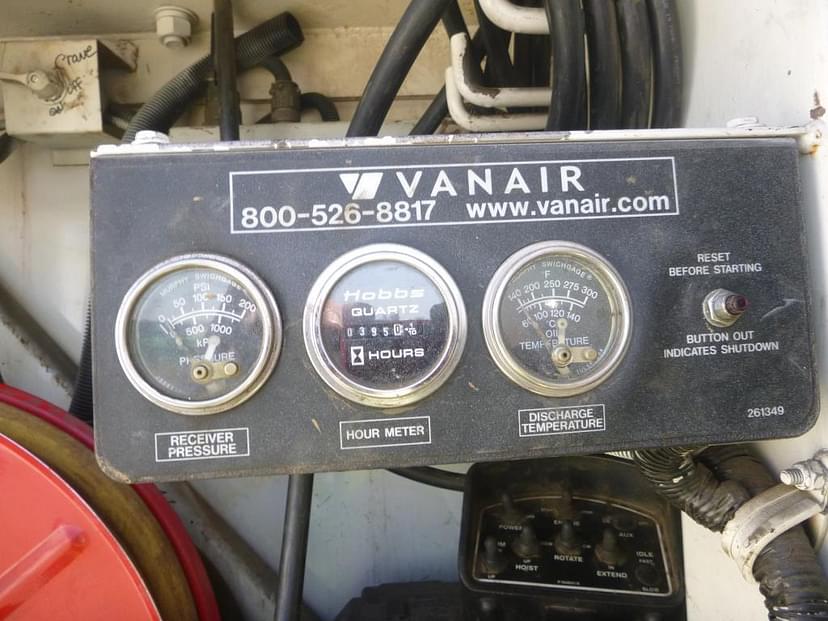 Crane
on
off
VANAIR
800-526-8817 www.vanair.com
MURPHY SWICHGAGE®
PSI
0 50 100 150 200
500 1000
kPa
PRESSURE
Hobbs
QUARTZ
HOURS
MURPHY SWICHGAGE®
F
140 200 250 275 300
60 100 120 140
°C
OIL
TEMPERATURE
RESET
BEFORE STARTING
BUTTON OUT
INDICATES SHUTDOWN
261349
RECEIVER
PRESSURE
HOUR METER
DISCHARGE
TEMPERATURE
POWER
AUX
HOIST
ROTATE
IN
EXTEND
IDLE
FAST
SLOW
UP